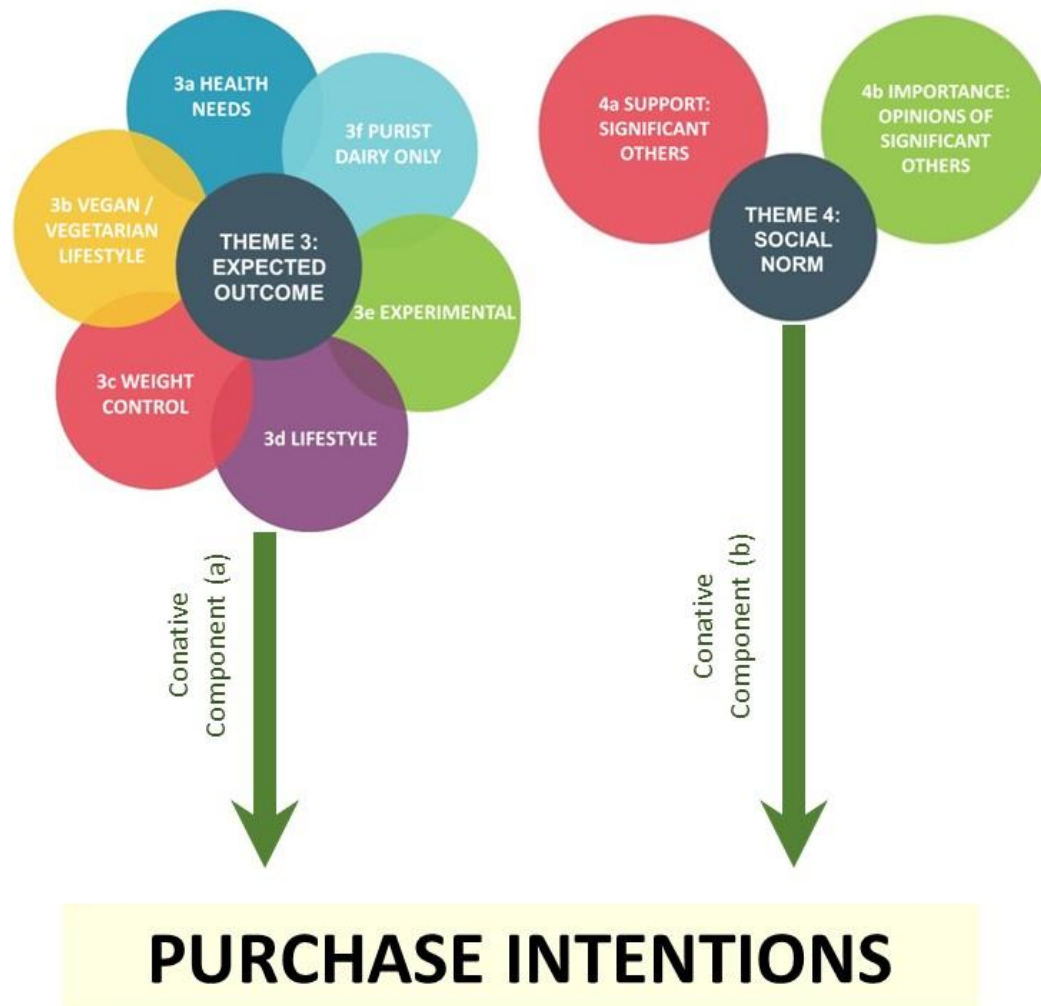 3a HEALTH
NEEDS
3f PURIST
DAIRY ONLY
3b VEGAN /
VEGETARIAN
LIFESTYLE
THEME 3:
EXPECTED
OUTCOME
3e EXPERIMENTAL
3c WEIGHT
CONTROL
3d LIFESTYLE
4a SUPPORT:
SIGNIFICANT
OTHERS
4b IMPORTANCE:
OPINIONS OF
SIGNIFICANT
OTHERS
THEME 4:
SOCIAL
NORM
Conative
Component (a)
Conative
Component (b)
PURCHASE INTENTIONS